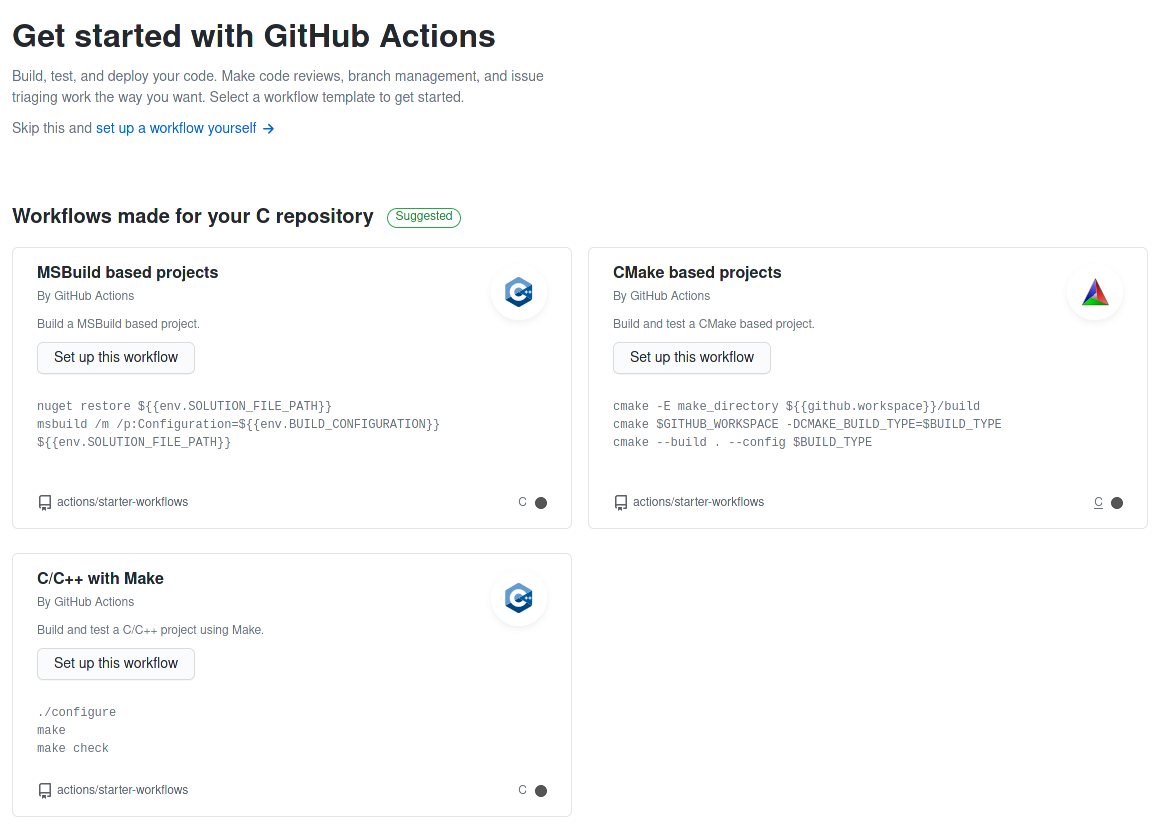 Get started with GitHub Actions
Build, test, and deploy your code. Make code reviews, branch management, and issue
triaging work the way you want. Select a workflow template to get started.
Skip this and set up a workflow yourself →
Workflows made for your C repository Suggested
MSBuild based projects
By GitHub Actions
Build a MSBuild based project.
Set up this workflow
nuget restore ${{env.SOLUTION_FILE_PATH}}
msbuild /m /p:Configuration=${{env.BUILD_CONFIGURATION}}
${{env.SOLUTION_FILE_PATH}}
actions/starter-workflows C
CMake based projects
By GitHub Actions
Build and test a CMake based project.
Set up this workflow
cmake -E make_directory ${{github.workspace}}/build
cmake $GITHUB_WORKSPACE -DCMAKE_BUILD_TYPE=$BUILD_TYPE
cmake --build . --config $BUILD_TYPE
actions/starter-workflows C
C/C++ with Make
By GitHub Actions
Build and test a C/C++ project using Make.
Set up this workflow
./configure
make
make check
actions/starter-workflows C